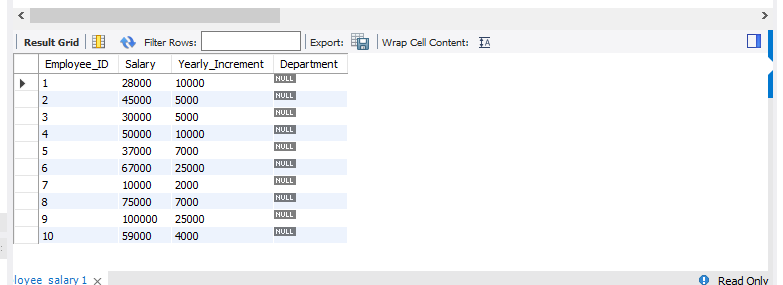 Result Grid Filter Rows: Export: Wrap Cell Content: IA
Employee_ID Salary Yearly_Increment Department
1 28000 10000 NULL
2 45000 5000 NULL
3 30000 5000 NULL
4 50000 10000 NULL
5 37000 7000 NULL
6 67000 25000 NULL
7 10000 2000 NULL
8 75000 7000 NULL
9 100000 25000 NULL
10 59000 4000 NULL
loyee_salary 1 Read Only